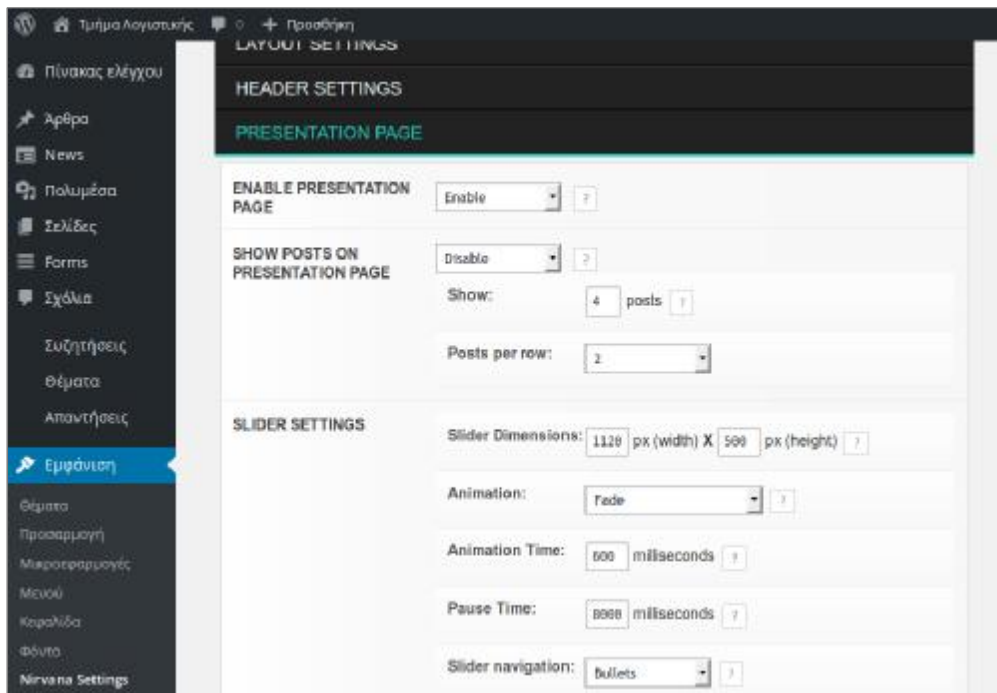 Τμήμα Λογιστικής 0 + Προσθήκη
LAYOUT SETTINGS
Πίνακας ελέγχου
HEADER SETTINGS
Άρθρα
PRESENTATION PAGE
News
Πολυμέσα
ENABLE PRESENTATION
PAGE
Enable ?
Σελίδες
Forms
SHOW POSTS ON
PRESENTATION PAGE
Disable ?
Σχόλια
Show: 4 posts ?
Συζητήσεις
Posts per row: 2
Θέματα
Απαντήσεις
SLIDER SETTINGS
Slider Dimensions: 1120 px (width) X 500 px (height) ?
Εμφάνιση
Animation: Fade ?
Θέματα
Προσαρμογή
Animation Time: 600 milliseconds ?
Μικροεφαρμογές
Μενού
Pause Time: 8000 milliseconds ?
Κεφαλίδα
Φόντο
Slider navigation: Bullets ?
Nirvana Settings